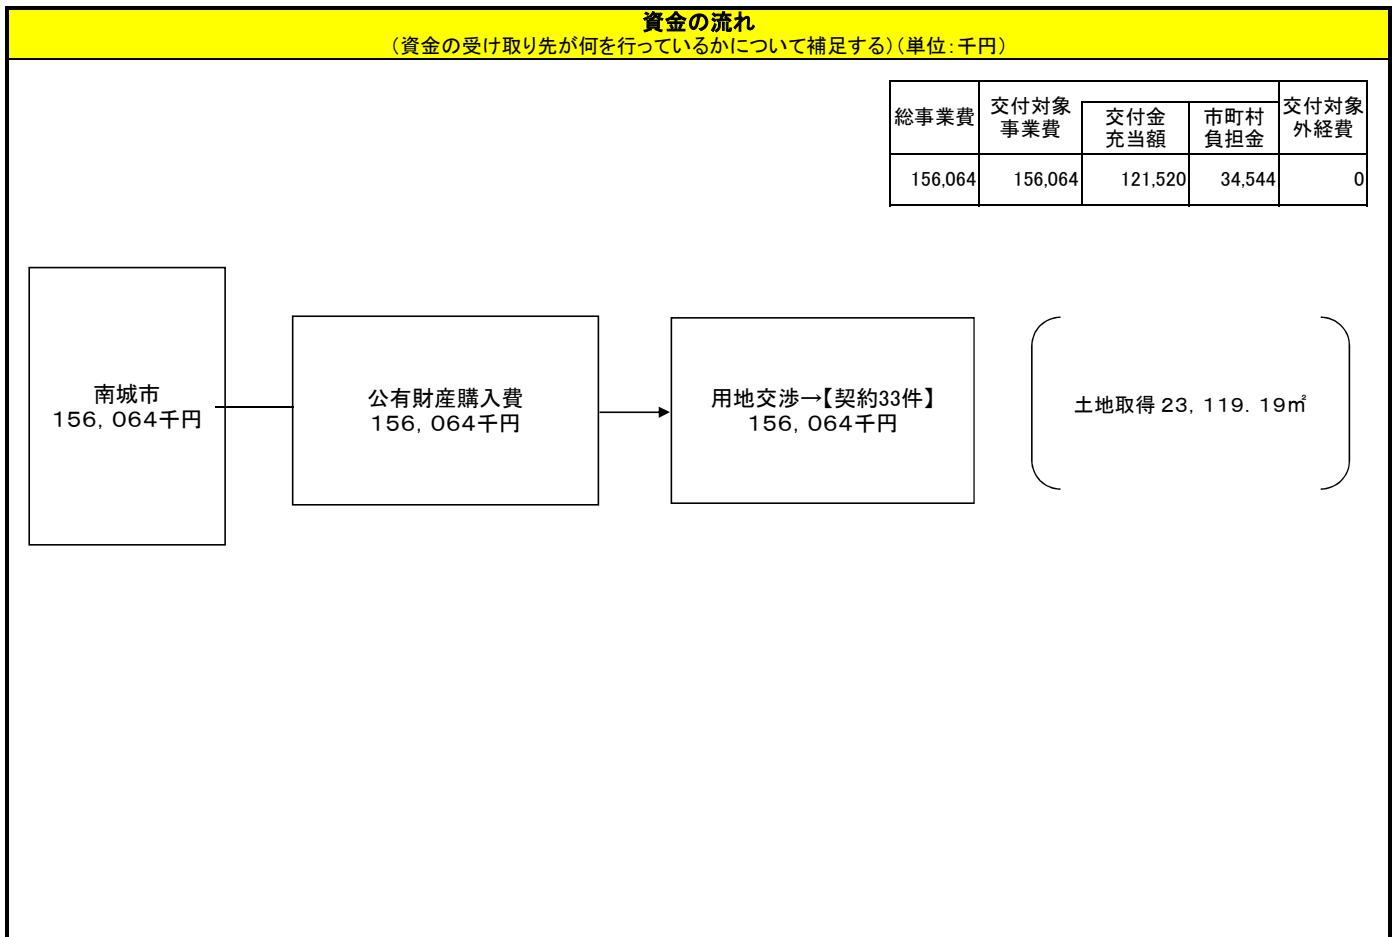 資金の流れ
（資金の受け取り先が何を行っているかについて補足する）（単位：千円）
総事業費
交付対象
事業費
交付金
充当額
市町村
負担金
交付対象
外経費
156,064 156,064 121,520 34,544 0
南城市
１５６，０６４千円
公有財産購入費
１５６，０６４千円
用地交渉→【契約33件】
１５６，０６４千円
土地取得２３，１１９．１９㎡